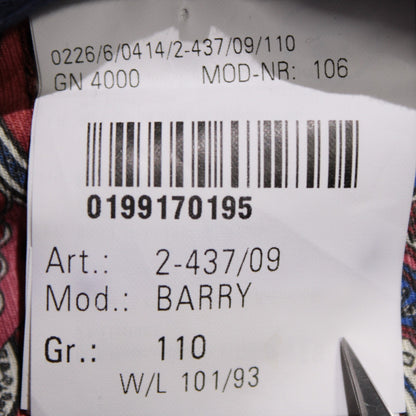 0226/6/0414/2-437/09/110
GN 4000 MOD-NR: 106
0199170195
Art.: 2-437/09
Mod.: BARRY
Gr.: 110
W/L 101/93